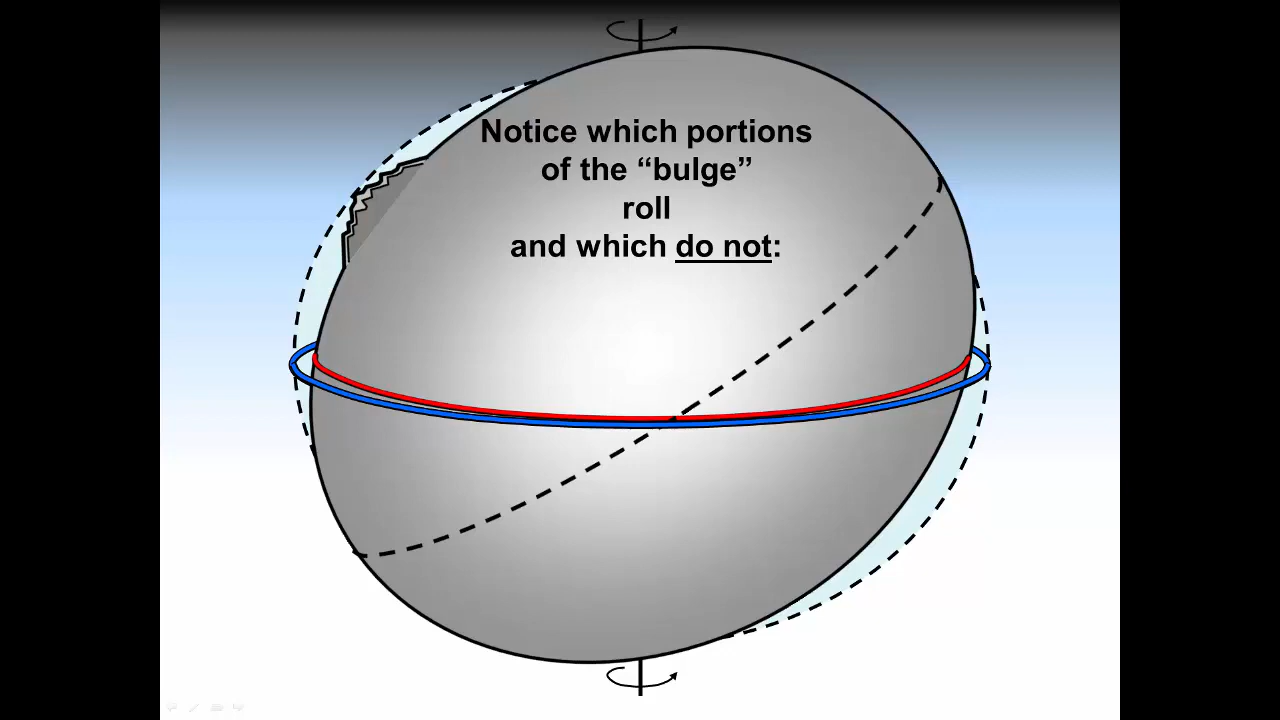 Notice which portions
of the “bulge”
roll
and which do not: